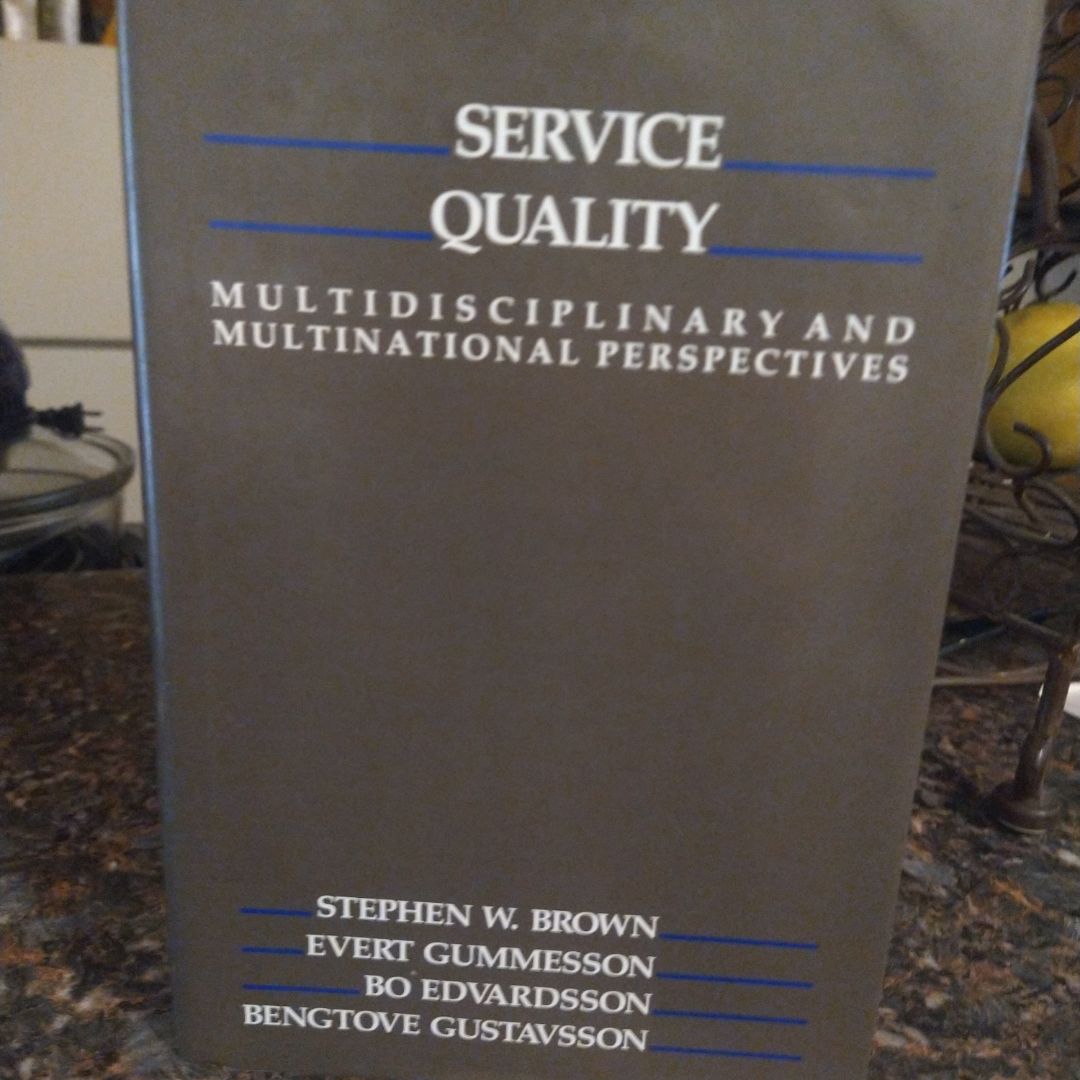 SERVICE
QUALITY
MULTIDISCIPLINARY AND
MULTINATIONAL PERSPECTIVES
STEPHEN W. BROWN
EVERT GUMMESSON
BO EDVARDSSON
BENGTOVE GUSTAVSSON